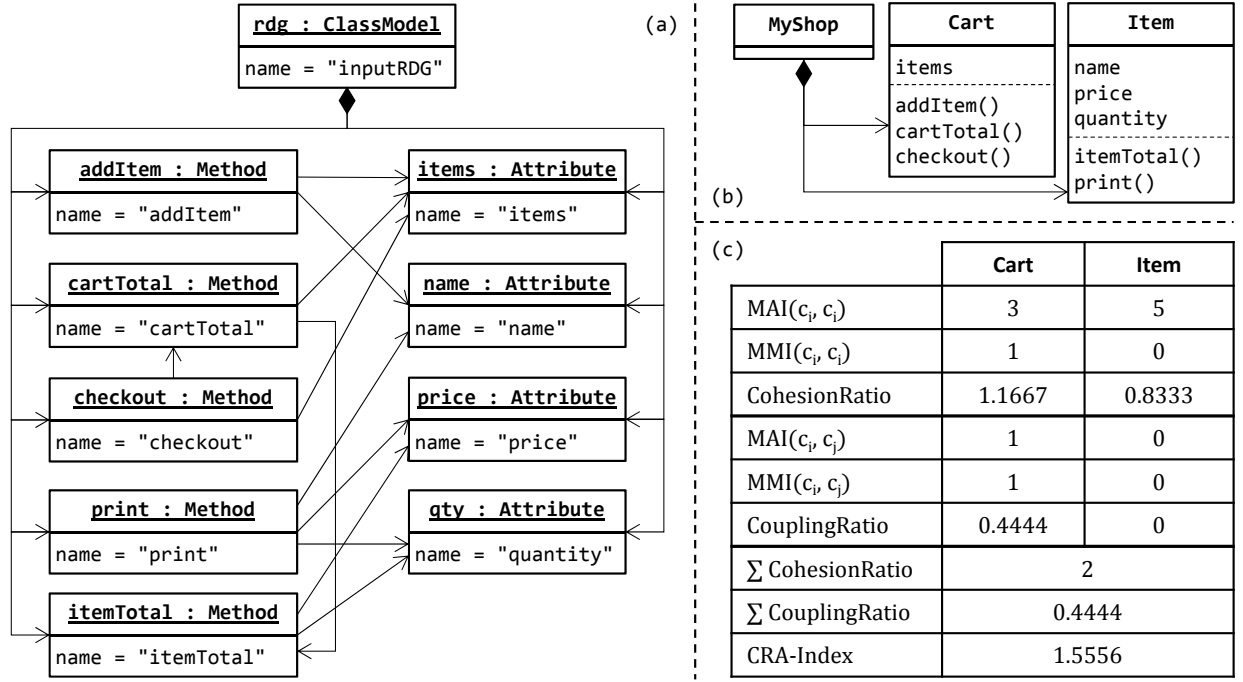 rdg : ClassModel
name = "inputRDG"
(a)
addItem : Method
name = "addItem"
items : Attribute
name = "items"
cartTotal : Method
name = "cartTotal"
name : Attribute
name = "name"
checkout : Method
name = "checkout"
price : Attribute
name = "price"
print : Method
name = "print"
qty : Attribute
name = "quantity"
itemTotal : Method
name = "itemTotal"
MyShop
Cart
items
addItem()
cartTotal()
checkout()
Item
name
price
quantity
itemTotal()
print()
(b)
(c)
Cart Item
MAI(cᵢ, cᵢ) 3 5
MMI(cᵢ, cᵢ) 1 0
CohesionRatio 1.1667 0.8333
MAI(cᵢ, cⱼ) 1 0
MMI(cᵢ, cⱼ) 1 0
CouplingRatio 0.4444 0
∑ CohesionRatio 2
∑ CouplingRatio 0.4444
CRA-Index 1.5556